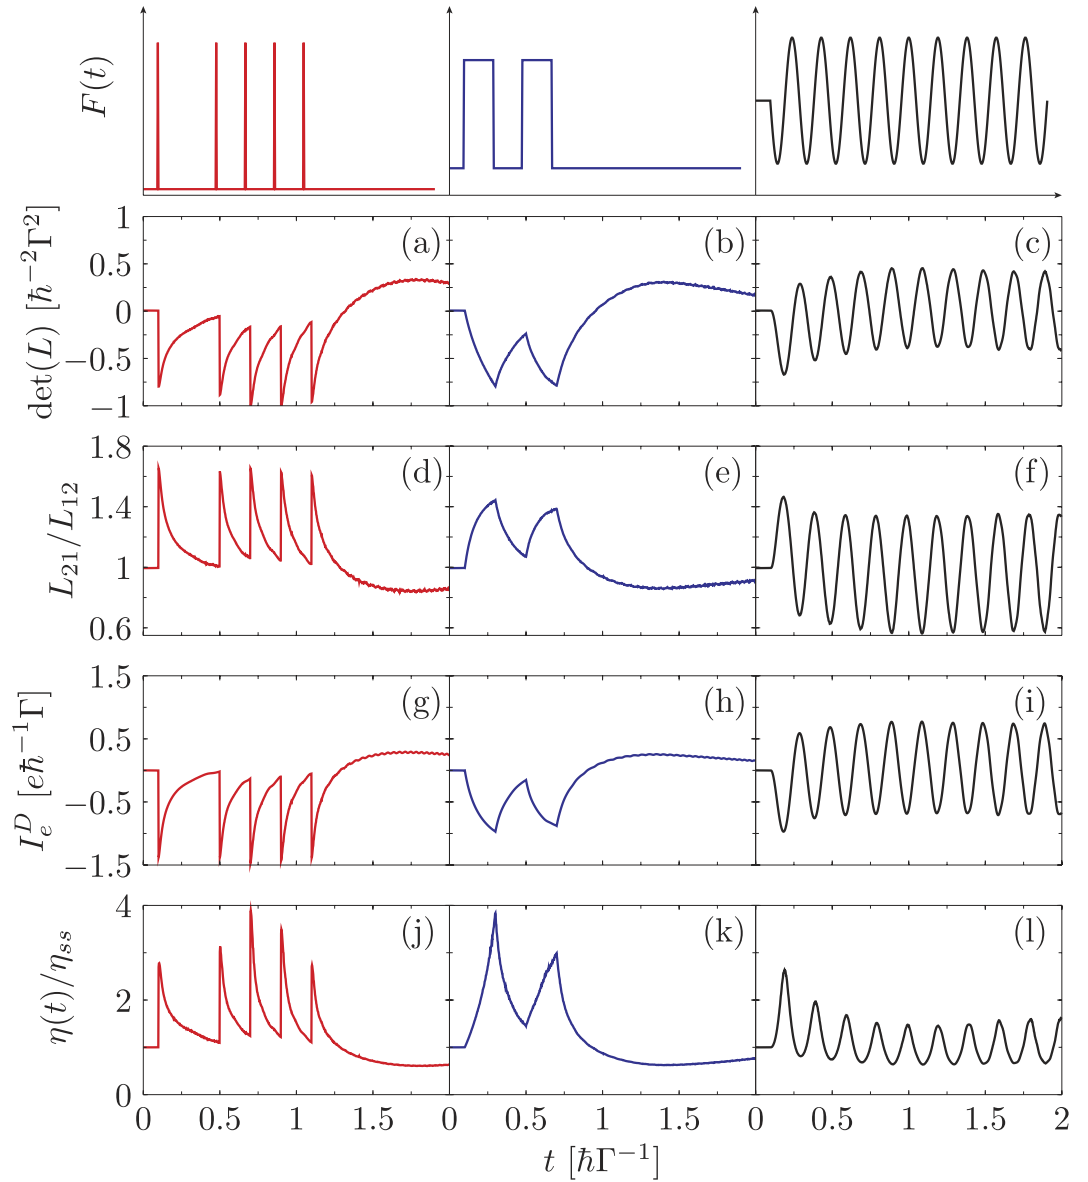 F(t)
det(L) [ħ⁻²Γ²]
1
0.5
0
−0.5
−1
(a)
(b)
(c)
L₂₁/L₁₂
1.8
1.4
1
0.6
(d)
(e)
(f)
I_e^D [eħ⁻¹Γ]
1.5
0.5
−0.5
−1.5
(g)
(h)
(i)
η(t)/η_ss
4
2
0
(j)
(k)
(l)
0 0.5 1 1.5 0 0.5 1 1.5 0 0.5 1 1.5 2
t [ħΓ⁻¹]